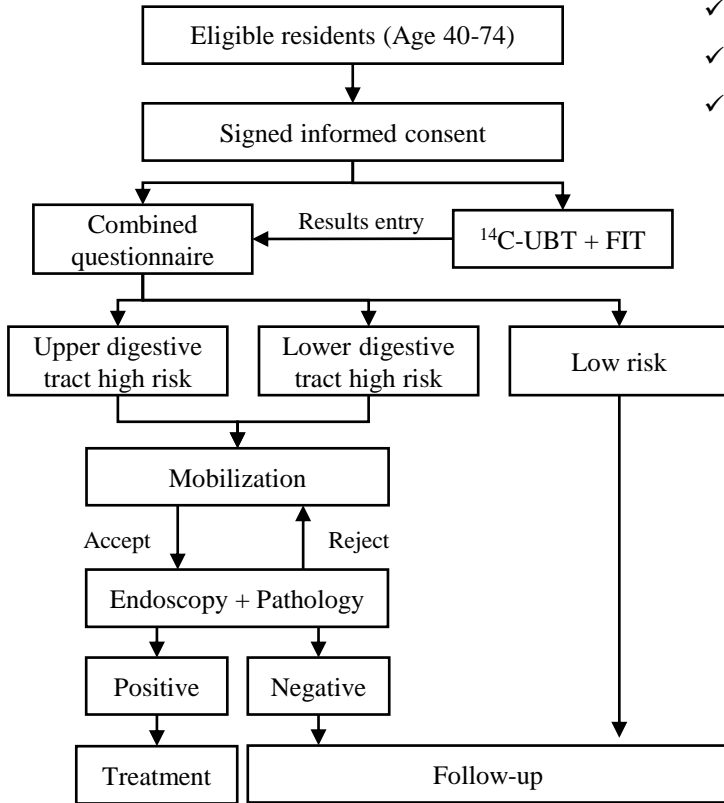 Eligible residents (Age 40-74)
✓
✓
✓
Signed informed consent
Combined
questionnaire
Results entry
¹⁴C-UBT + FIT
Upper digestive
tract high risk
Lower digestive
tract high risk
Low risk
Mobilization
Accept
Reject
Endoscopy + Pathology
Positive
Negative
Treatment
Follow-up